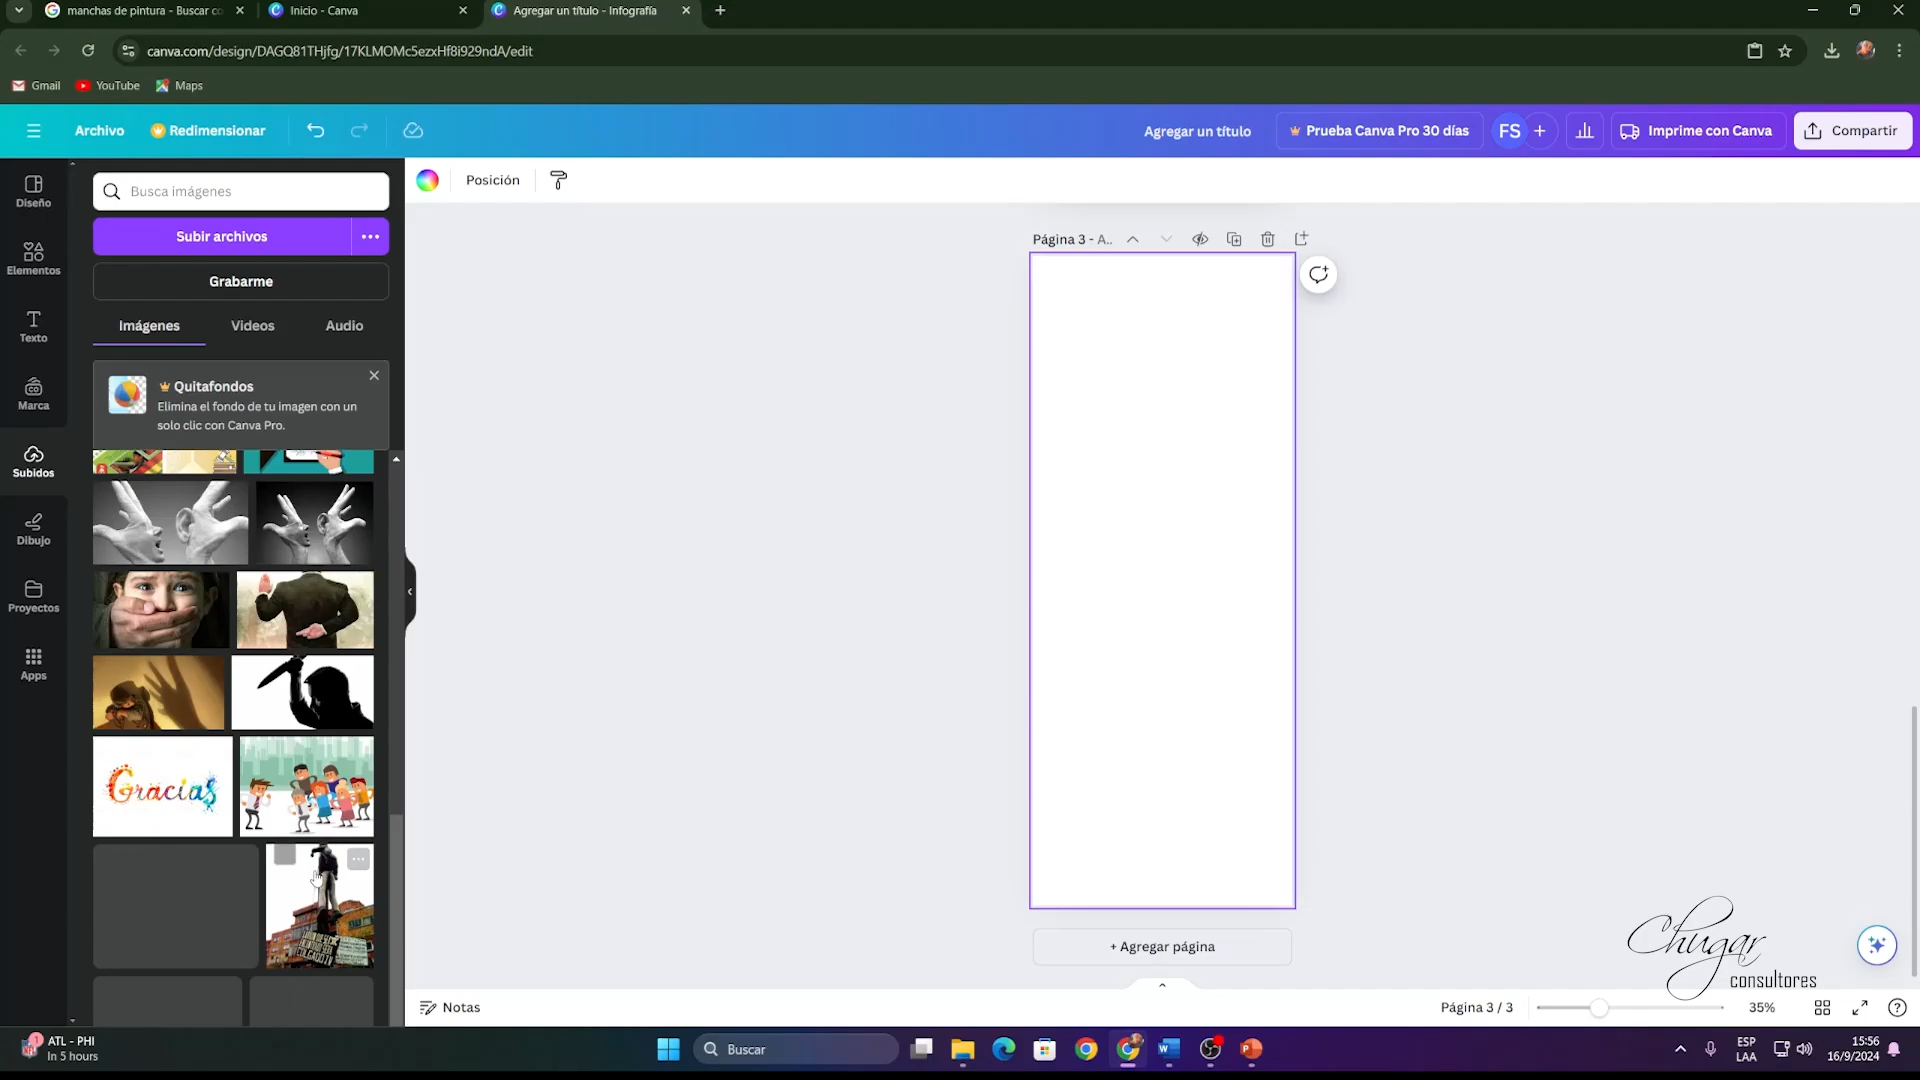 manchas de pintura - Buscar co
Inicio - Canva
Agregar un título - Infografía
canva.com/design/DAGQ81THjfg/17KLMOMc5ezxHf8i929ndA/edit
Gmail
YouTube
Maps
Archivo
Redimensionar
Agregar un título
Prueba Canva Pro 30 días
FS
Imprime con Canva
Compartir
Diseño
Elementos
Texto
Marca
Subidos
Dibujo
Proyectos
Apps
Busca imágenes
Subir archivos
Grabarme
Imágenes
Videos
Audio
Quitafondos
Elimina el fondo de tu imagen con un
solo clic con Canva Pro.
Gracias
Posición
Página 3 - A..
+ Agregar página
Chugar
consultores
Notas
Página 3 / 3
35%
ATL - PHI
In 5 hours
Buscar
ESP
LAA
15:56
16/9/2024